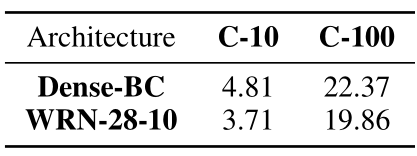 Architecture C-10 C-100
Dense-BC 4.81 22.37
WRN-28-10 3.71 19.86